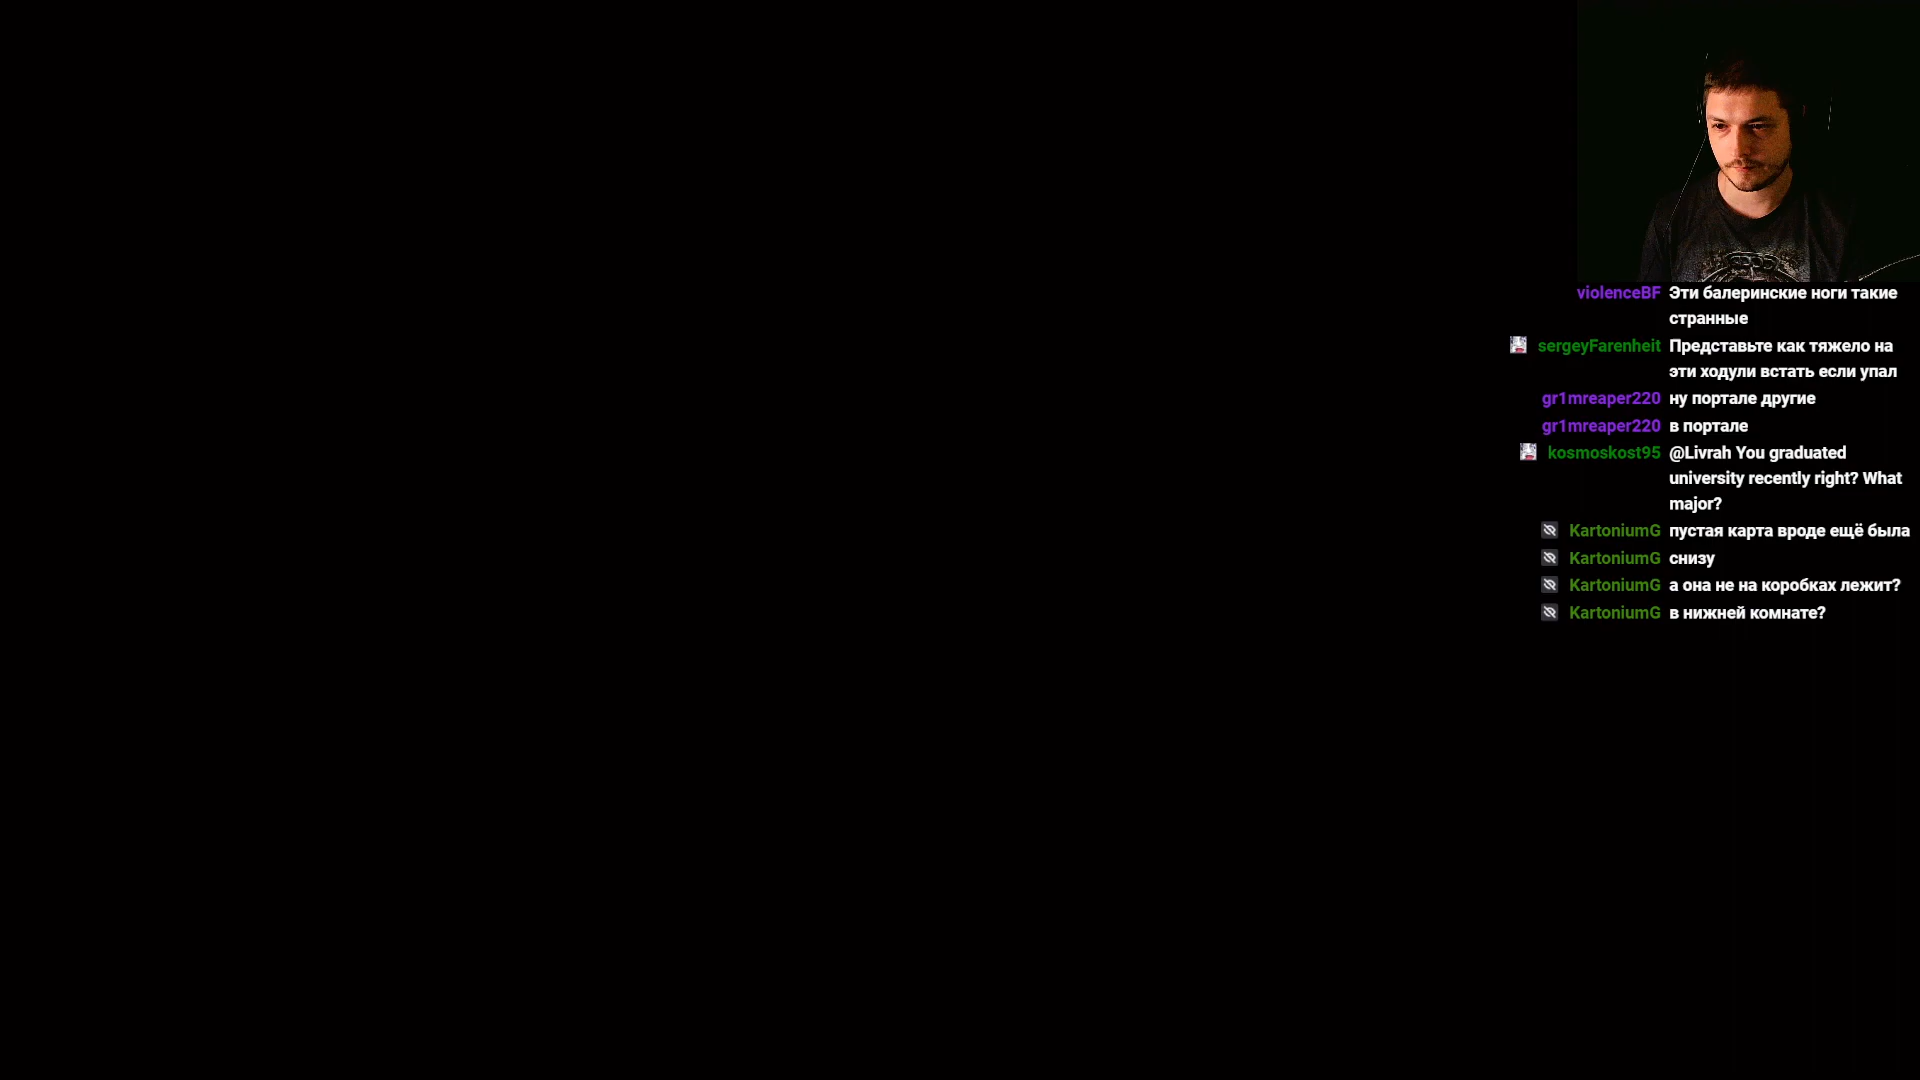 violenceBF Эти балеринские ноги такие
странные
sergeyFarenheit Представьте как тяжело на
эти ходули встать если упал
gr1mreaper220 ну портале другие
gr1mreaper220 в портале
kosmoskost95 @Livrah You graduated
university recently right? What
major?
KartoniumG пустая карта вроде ещё была
KartoniumG снизу
KartoniumG а она не на коробках лежит?
KartoniumG в нижней комнате?